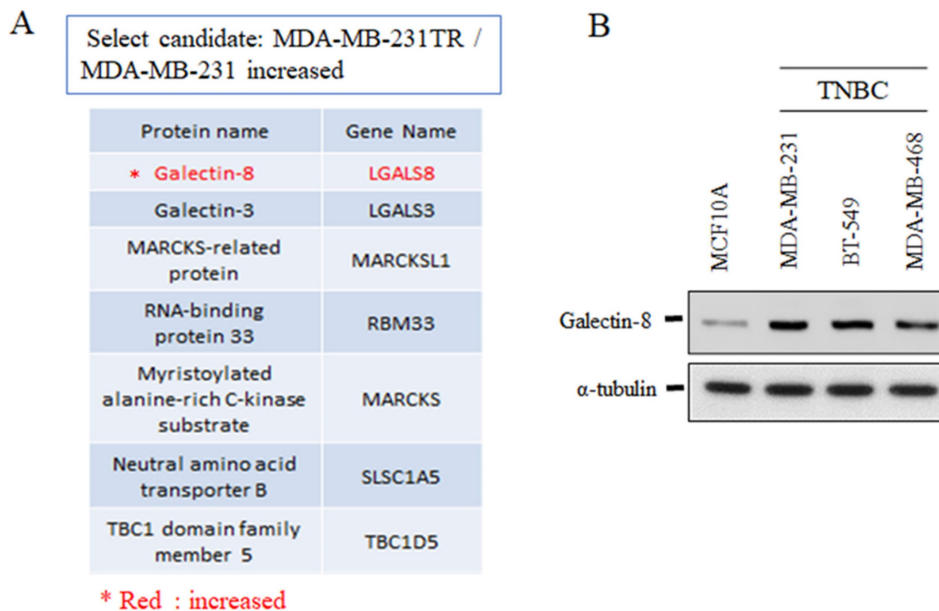 A
Select candidate: MDA-MB-231TR /
MDA-MB-231 increased
Protein name Gene Name
* Galectin-8 LGALS8
Galectin-3 LGALS3
MARCKS-related
protein MARCKSL1
RNA-binding
protein 33 RBM33
Myristoylated
alanine-rich C-kinase
substrate MARCKS
Neutral amino acid
transporter B SLSC1A5
TBC1 domain family
member 5 TBC1D5
* Red : increased
B
TNBC
MCF10A
MDA-MB-231
BT-549
MDA-MB-468
Galectin-8
α-tubulin